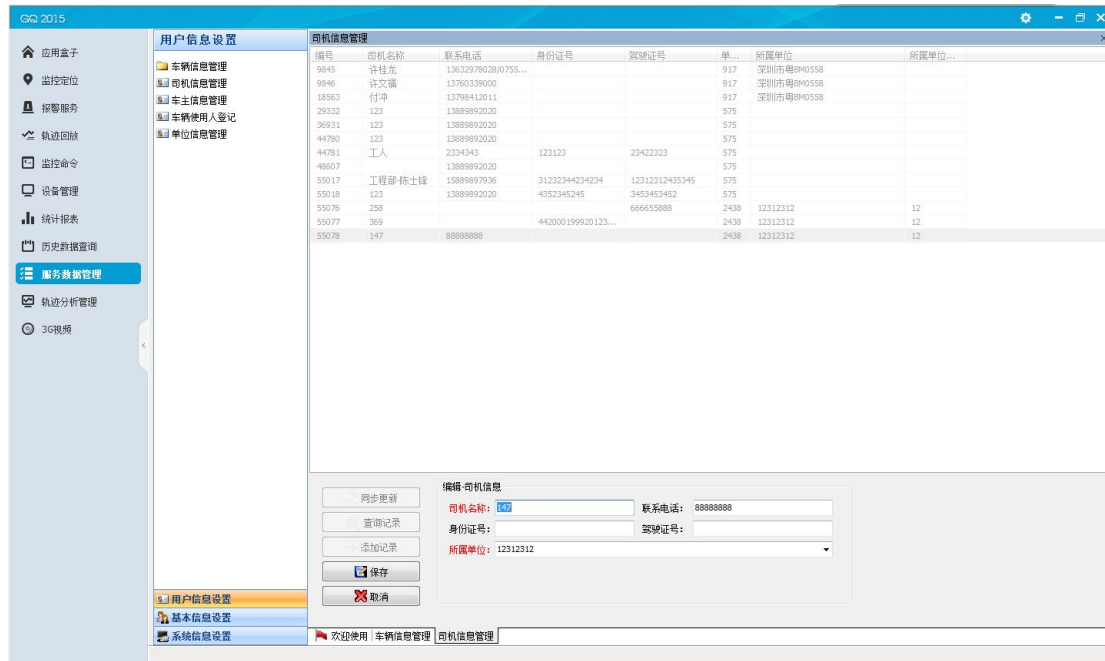 GQ 2015
应用盒子
监控定位
报警服务
轨迹回放
监控命令
设备管理
统计报表
历史数据查询
服务数据管理
轨迹分析管理
3G视频
用户信息设置
车辆信息管理
司机信息管理
车主信息管理
车辆使用人登记
单位信息管理
用户信息设置
基本信息设置
系统信息设置
司机信息管理
编号 司机名称 联系电话 身份证号 驾驶证号 单... 所属单位 所属单位...
9845 许桂龙 13632978028/0755... 917 深圳市粤BM0558
9846 许文福 13760339000 917 深圳市粤BM0558
18563 付冲 13798412011 917 深圳市粤BM0558
29332 123 13889892020 575
36931 123 13889892020 575
44780 123 13889892020 575
44781 工人 2334343 123123 23422323 575
48607 13889892020 575
55017 工程部-陈士锋 15889897936 31232344234234 12312312435345 575
55018 123 13889892020 4352345245 3453453452 575
55076 258 666655888 2438 12312312 12
55077 369 442000199920123... 2438 12312312 12
55078 147 88888888 2438 12312312 12
同步更新
查询记录
添加记录
保存
取消
编辑-司机信息
司机名称: 147 联系电话: 88888888
身份证号: 驾驶证号:
所属单位: 12312312
欢迎使用 车辆信息管理 司机信息管理